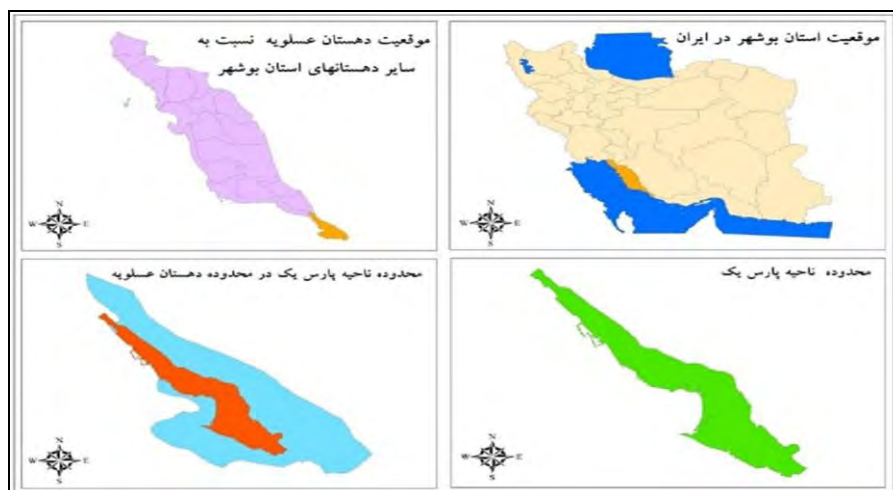 موقعیت استان بوشهر در ایران
N
W E
S
موقعیت دهستان عسلویه نسبت به
سایر دهستانهای استان بوشهر
N
W E
S
محدوده ناحیه پارس یک
N
W E
S
محدوده ناحیه پارس یک در محدوده دهستان عسلویه
N
W E
S